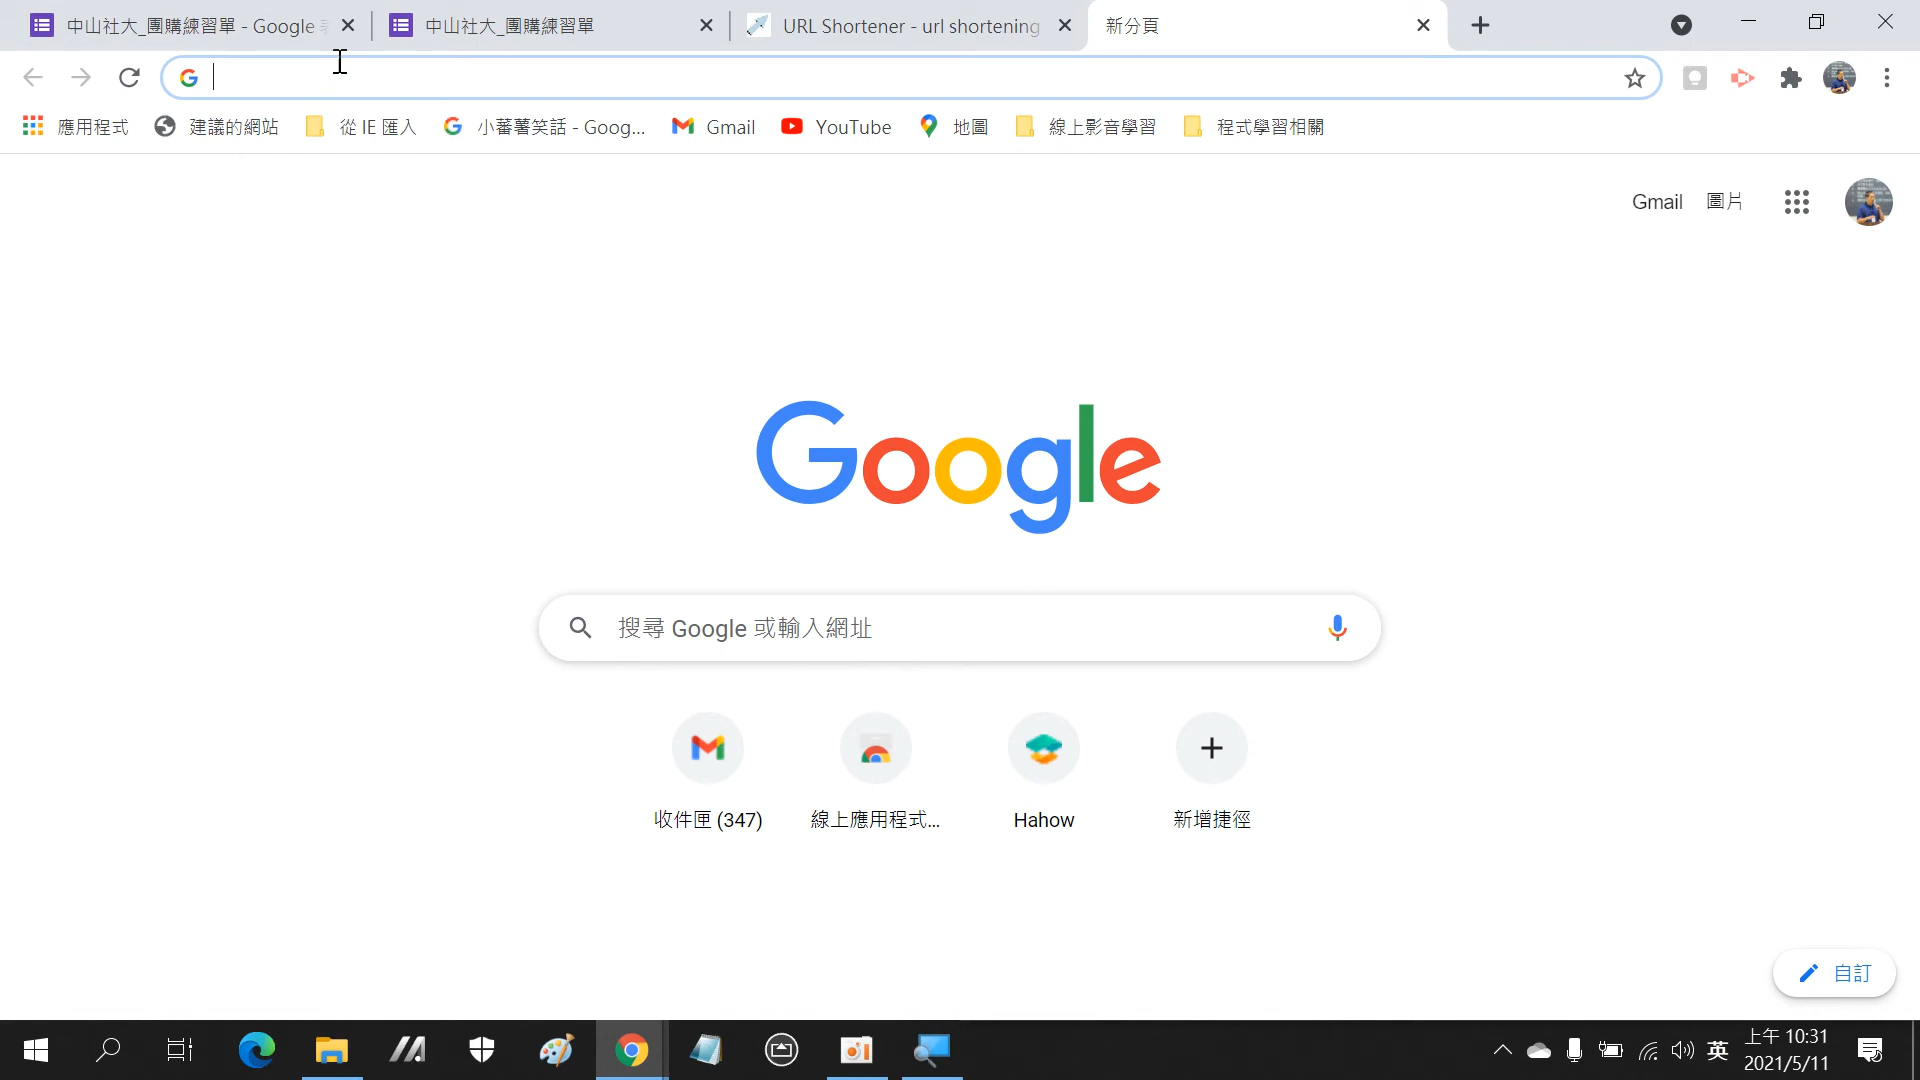 中山社大_團購練習單 - Google
中山社大_團購練習單
URL Shortener - url shortening
新分頁
應用程式
建議的網站
從 IE 匯入
小蕃薯笑話 - Goog...
Gmail
YouTube
地圖
線上影音學習
程式學習相關
Gmail
圖片
Google
搜尋 Google 或輸入網址
收件匣 (347)
線上應用程式...
Hahow
新增捷徑
自訂
英
上午 10:31
2021/5/11